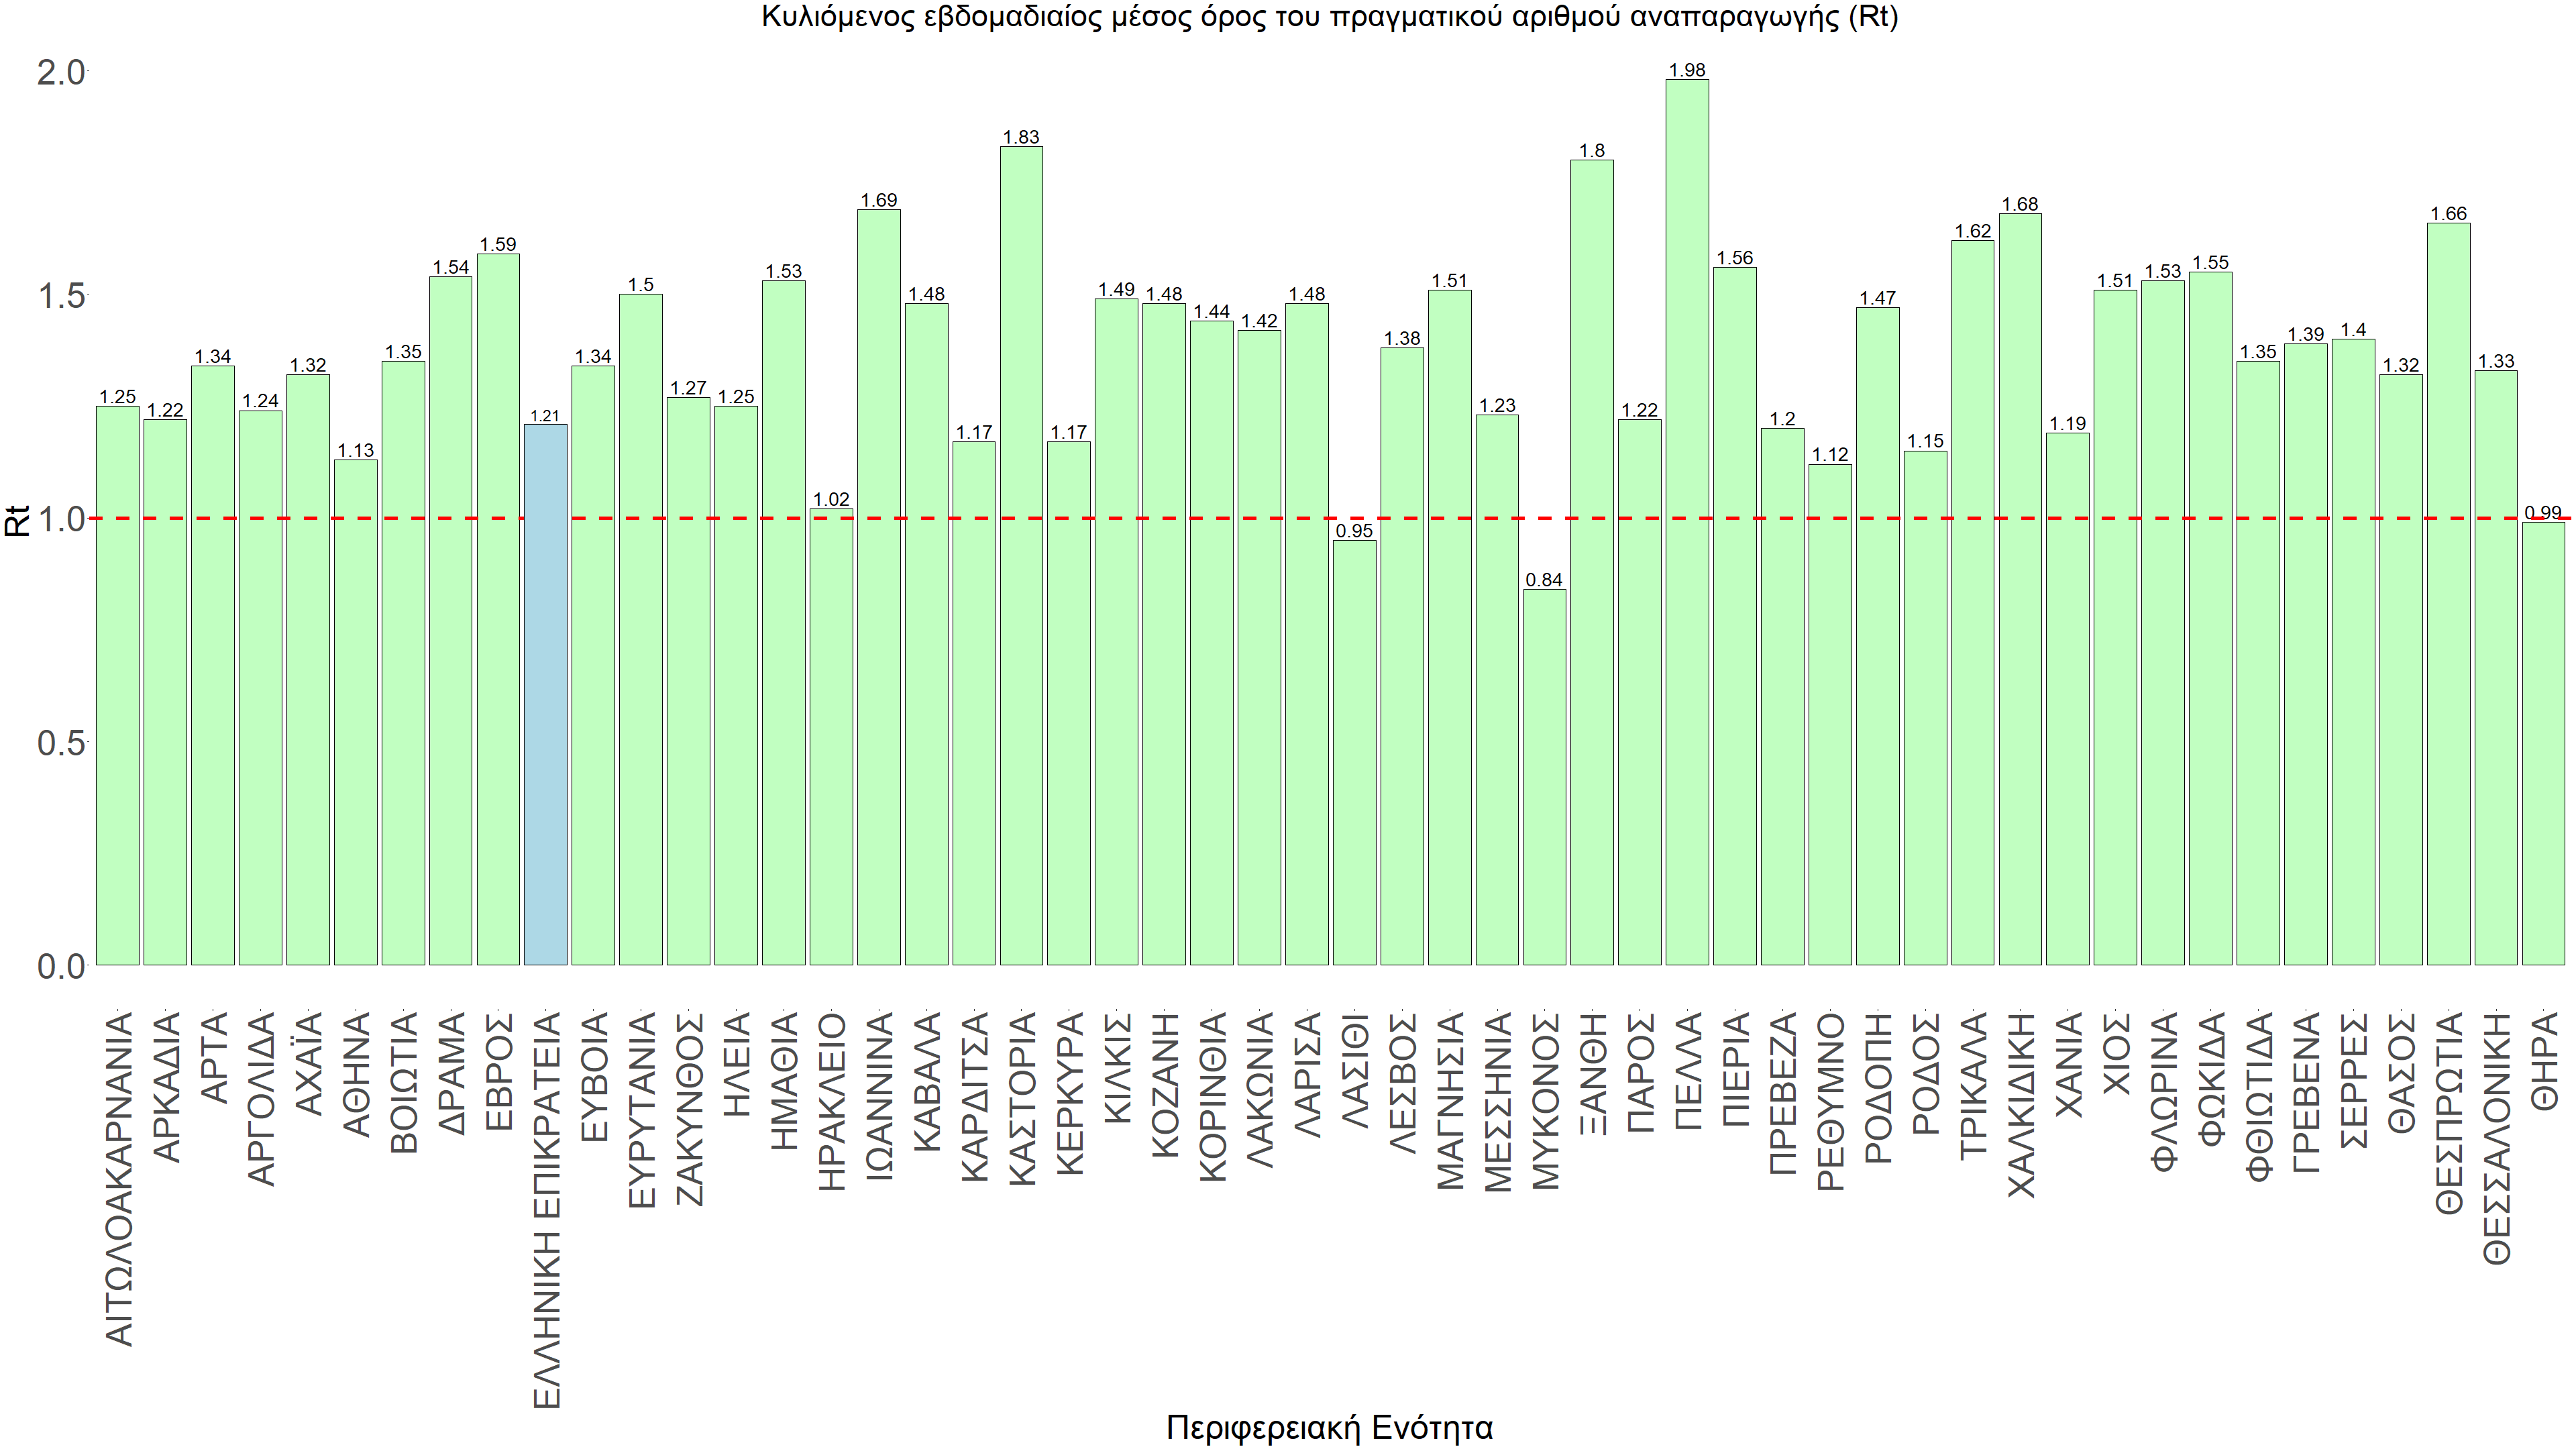 Κυλιόμενος εβδομαδιαίος μέσος όρος του πραγματικού αριθμού αναπαραγωγής (Rt)
Rt
2.0
1.5
1.0
0.5
0.0
1.25
1.22
1.34
1.24
1.32
1.13
1.35
1.54
1.59
1.21
1.34
1.5
1.27
1.25
1.53
1.02
1.69
1.48
1.17
1.83
1.17
1.49
1.48
1.44
1.42
1.48
0.95
1.38
1.51
1.23
0.84
1.8
1.22
1.98
1.56
1.2
1.12
1.47
1.15
1.62
1.68
1.19
1.51
1.53
1.55
1.35
1.39
1.4
1.32
1.66
1.33
0.99
ΑΙΤΩΛΟΑΚΑΡΝΑΝΙΑ
ΑΡΚΑΔΙΑ
ΑΡΤΑ
ΑΡΓΟΛΙΔΑ
ΑΧΑΪΑ
ΑΘΗΝΑ
ΒΟΙΩΤΙΑ
ΔΡΑΜΑ
ΕΒΡΟΣ
ΕΛΛΗΝΙΚΗ ΕΠΙΚΡΑΤΕΙΑ
ΕΥΒΟΙΑ
ΕΥΡΥΤΑΝΙΑ
ΖΑΚΥΝΘΟΣ
ΗΛΕΙΑ
ΗΜΑΘΙΑ
ΗΡΑΚΛΕΙΟ
ΙΩΑΝΝΙΝΑ
ΚΑΒΑΛΑ
ΚΑΡΔΙΤΣΑ
ΚΑΣΤΟΡΙΑ
ΚΕΡΚΥΡΑ
ΚΙΛΚΙΣ
ΚΟΖΑΝΗ
ΚΟΡΙΝΘΙΑ
ΛΑΚΩΝΙΑ
ΛΑΡΙΣΑ
ΛΑΣΙΘΙ
ΛΕΣΒΟΣ
ΜΑΓΝΗΣΙΑ
ΜΕΣΣΗΝΙΑ
ΜΥΚΟΝΟΣ
ΞΑΝΘΗ
ΠΑΡΟΣ
ΠΕΛΛΑ
ΠΙΕΡΙΑ
ΠΡΕΒΕΖΑ
ΡΕΘΥΜΝΟ
ΡΟΔΟΠΗ
ΡΟΔΟΣ
ΤΡΙΚΑΛΑ
ΧΑΛΚΙΔΙΚΗ
ΧΑΝΙΑ
ΧΙΟΣ
ΦΛΩΡΙΝΑ
ΦΩΚΙΔΑ
ΦΘΙΩΤΙΔΑ
ΓΡΕΒΕΝΑ
ΣΕΡΡΕΣ
ΘΑΣΟΣ
ΘΕΣΠΡΩΤΙΑ
ΘΕΣΣΑΛΟΝΙΚΗ
ΘΗΡΑ
Περιφερειακή Ενότητα